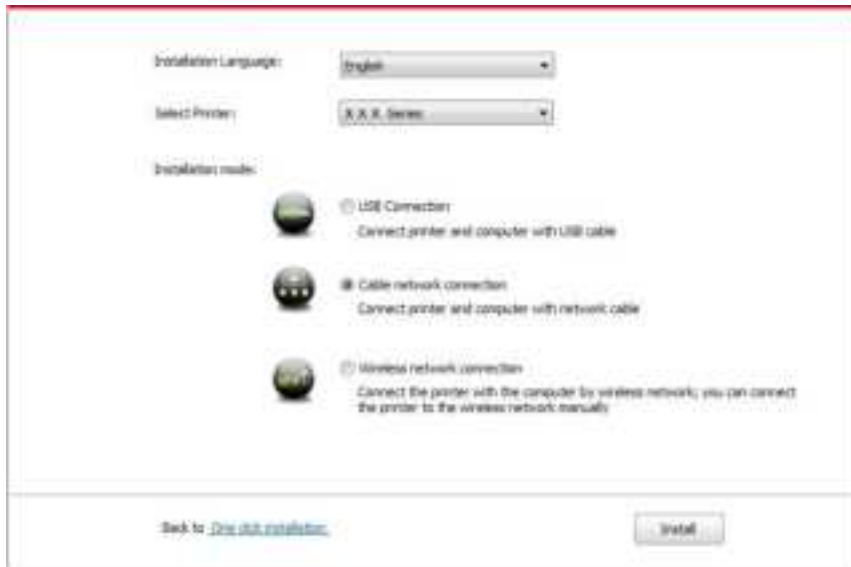 Installation Language:
English
Select Printer:
X X X Series
Installation mode:
USB Connection
Connect printer and computer with USB cable
Cable network connection
Connect printer and computer with network cable
Wireless network connection
Connect the printer with the computer by wireless network; you can connect
the printer to the wireless network manually
Back to One click installation
Install